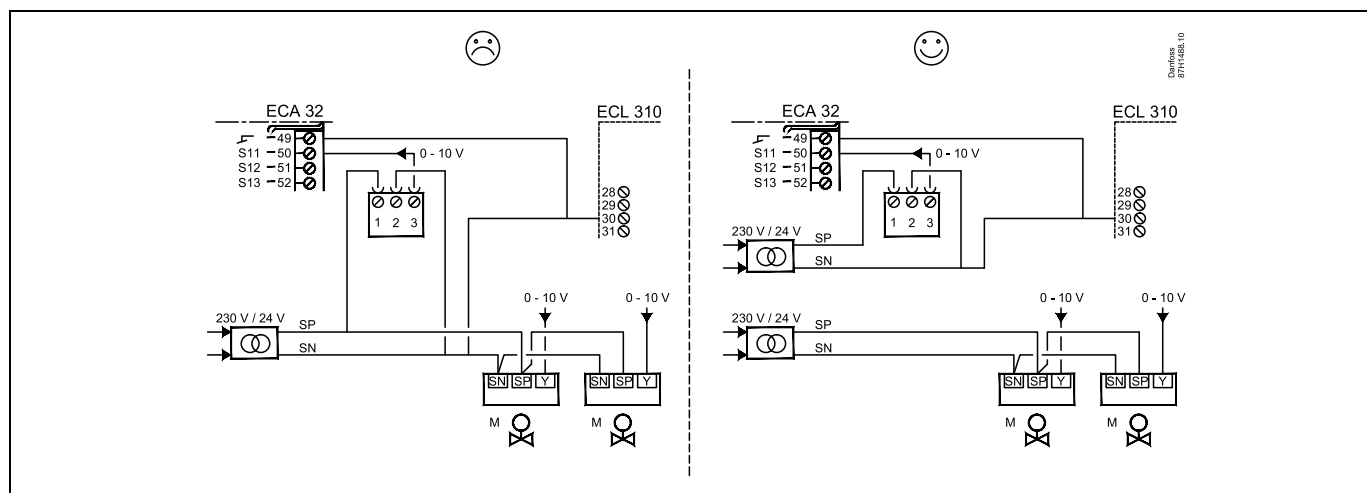 ECA 32
ECL 310
49
S11 50
S12 51
S13 52
0 - 10 V
28
29
30
31
1 2 3
230 V / 24 V
SP
SN
0 - 10 V
0 - 10 V
SN SP Y
SN SP Y
M
M
Danfoss
87H1488.10
ECA 32
ECL 310
49
S11 50
S12 51
S13 52
0 - 10 V
28
29
30
31
1 2 3
230 V / 24 V
SP
SN
230 V / 24 V
SP
SN
0 - 10 V
0 - 10 V
SN SP Y
SN SP Y
M
M